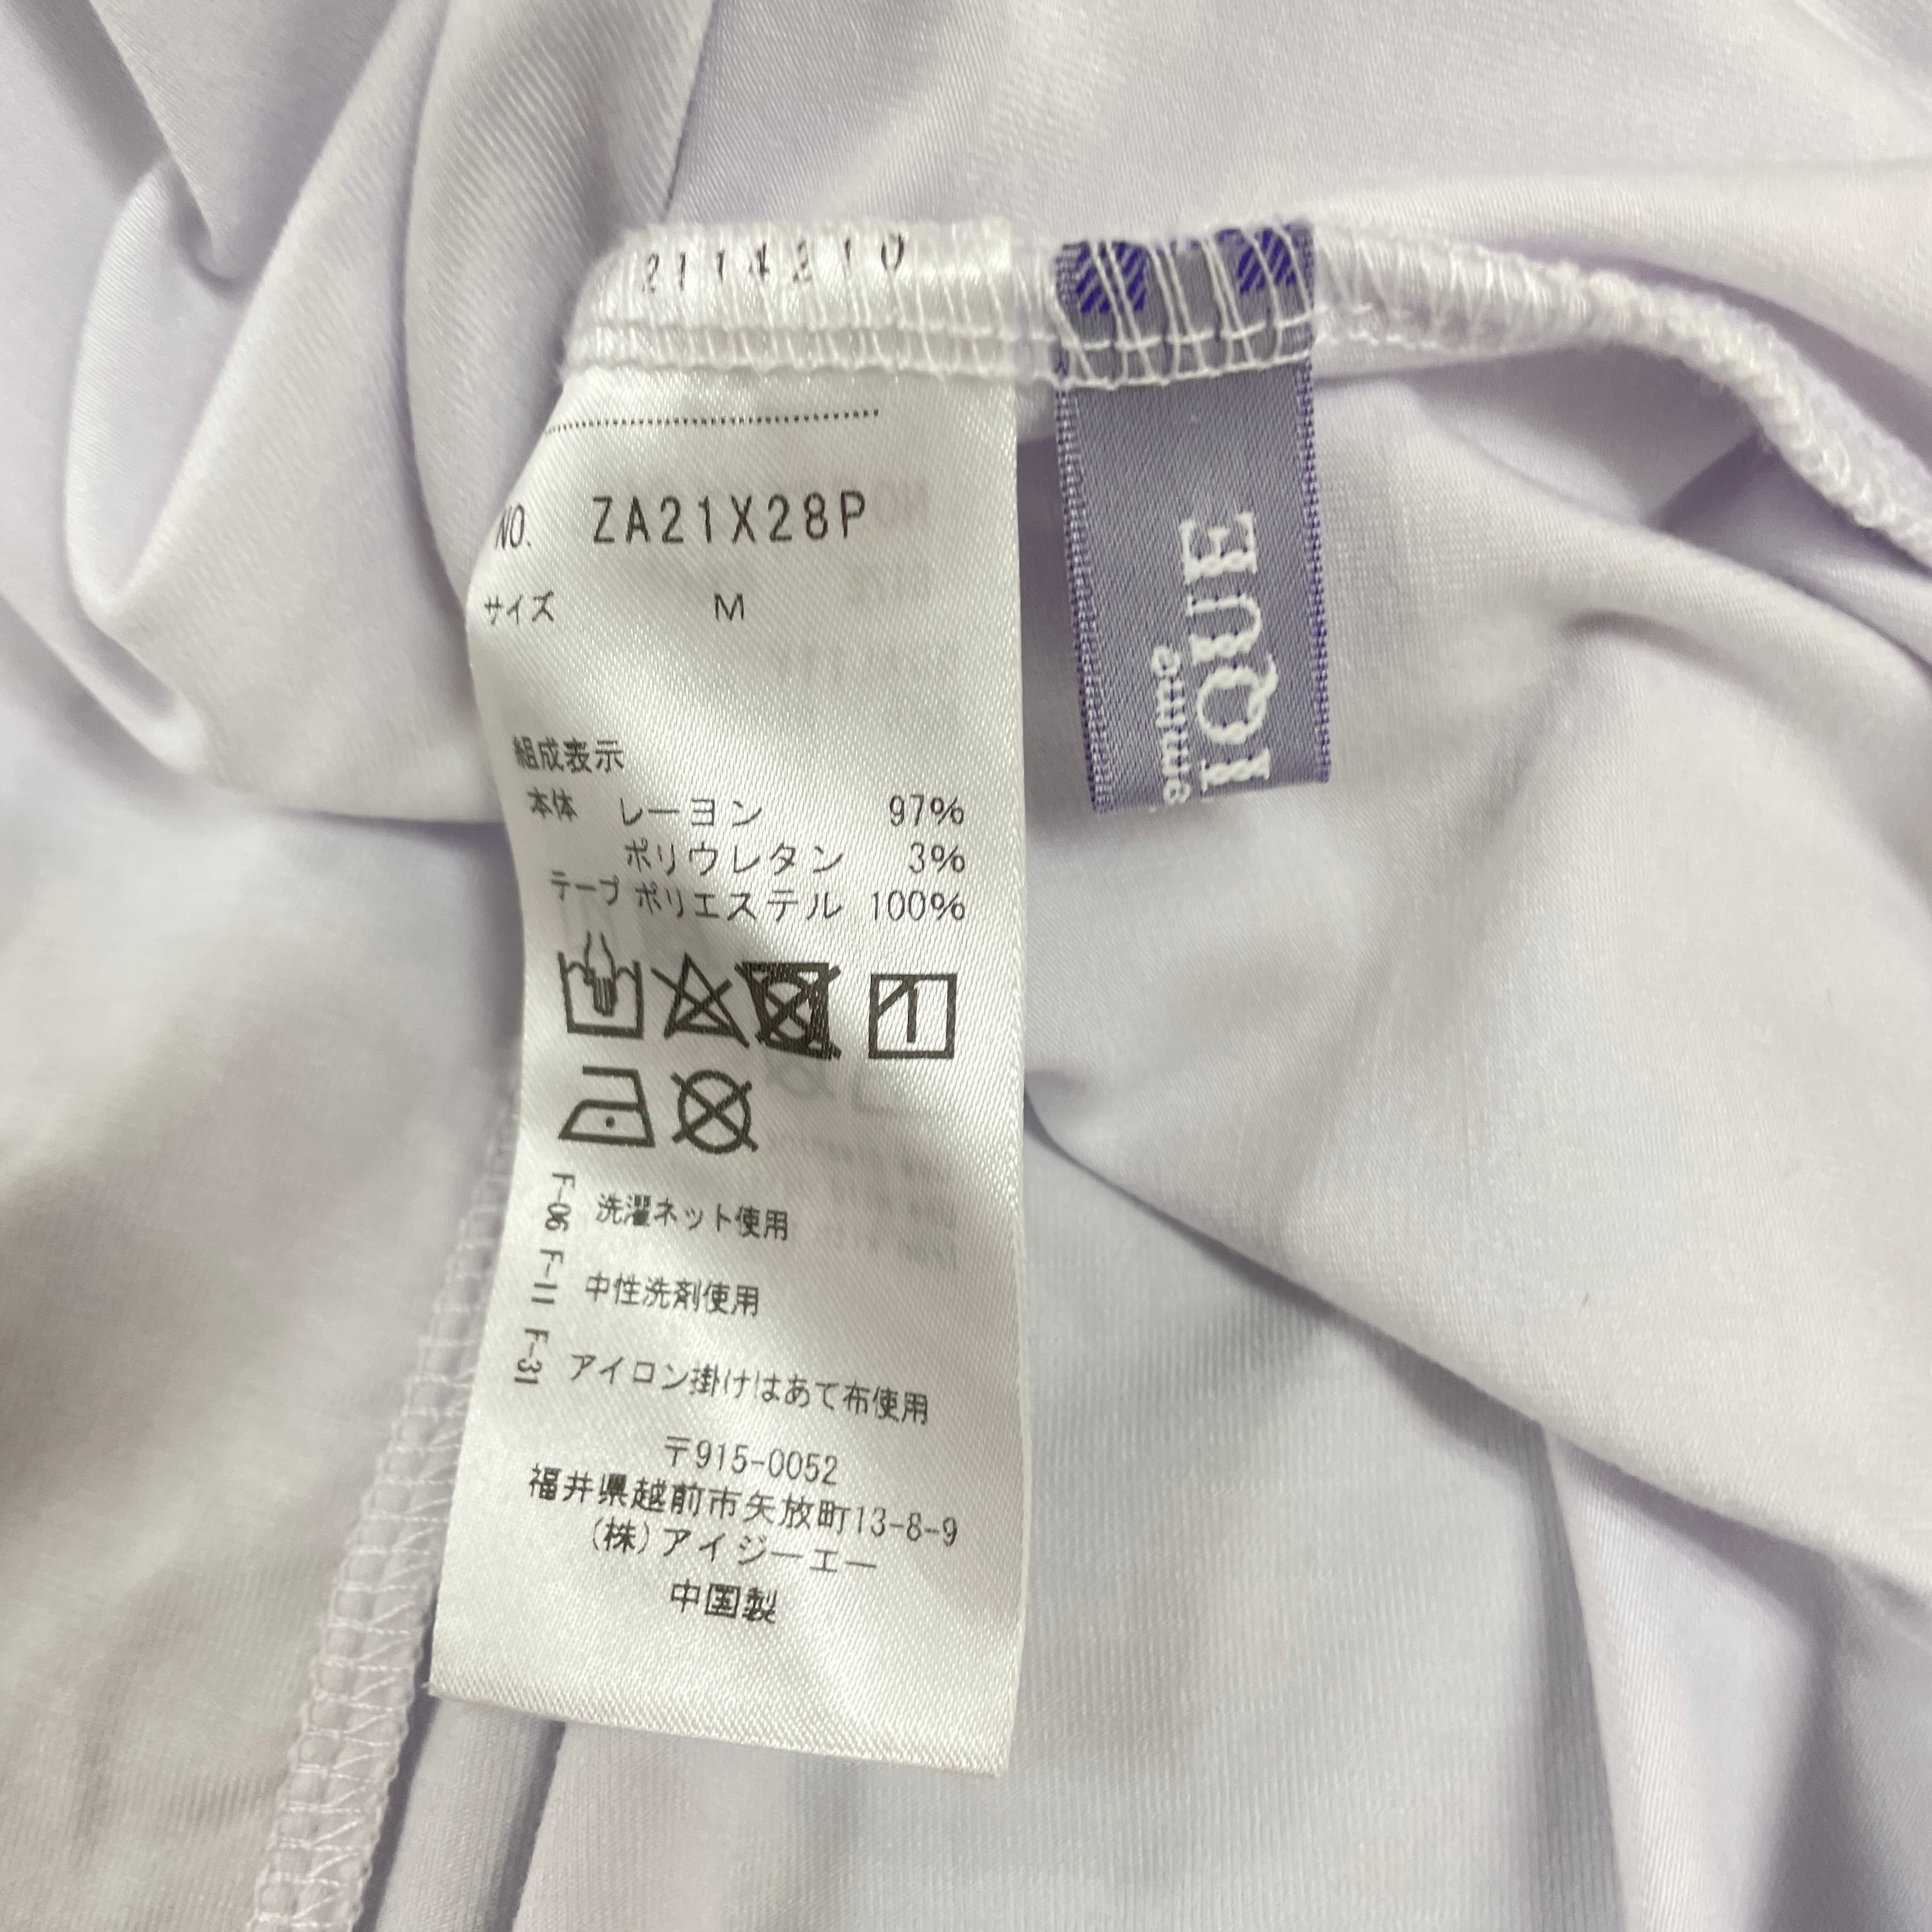 2114210
NO. ZA21X28P
サイズ M
組成表示
本体 レーヨン 97%
ポリウレタン 3%
テープ ポリエステル 100%
F-06 洗濯ネット使用
F-11 中性洗剤使用
F-31 アイロン掛けはあて布使用
〒915-0052
福井県越前市矢放町13-8-9
(株)アイジーエー
中国製
IQUE